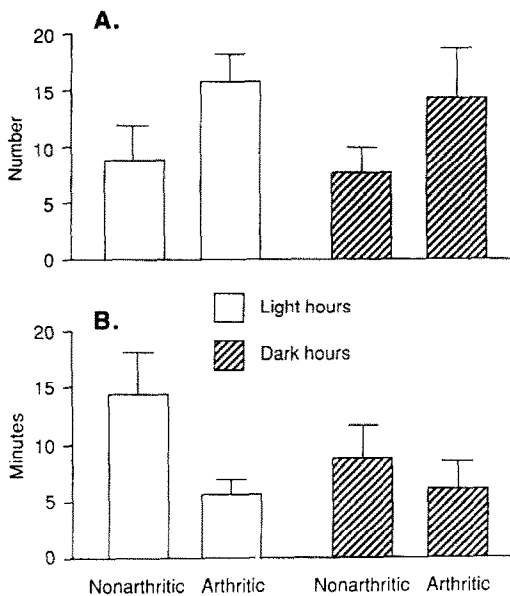 A.
20
15
10
5
0
Number
Light hours
Dark hours
B.
20
15
10
5
0
Minutes
Nonarthritic Arthritic Nonarthritic Arthritic